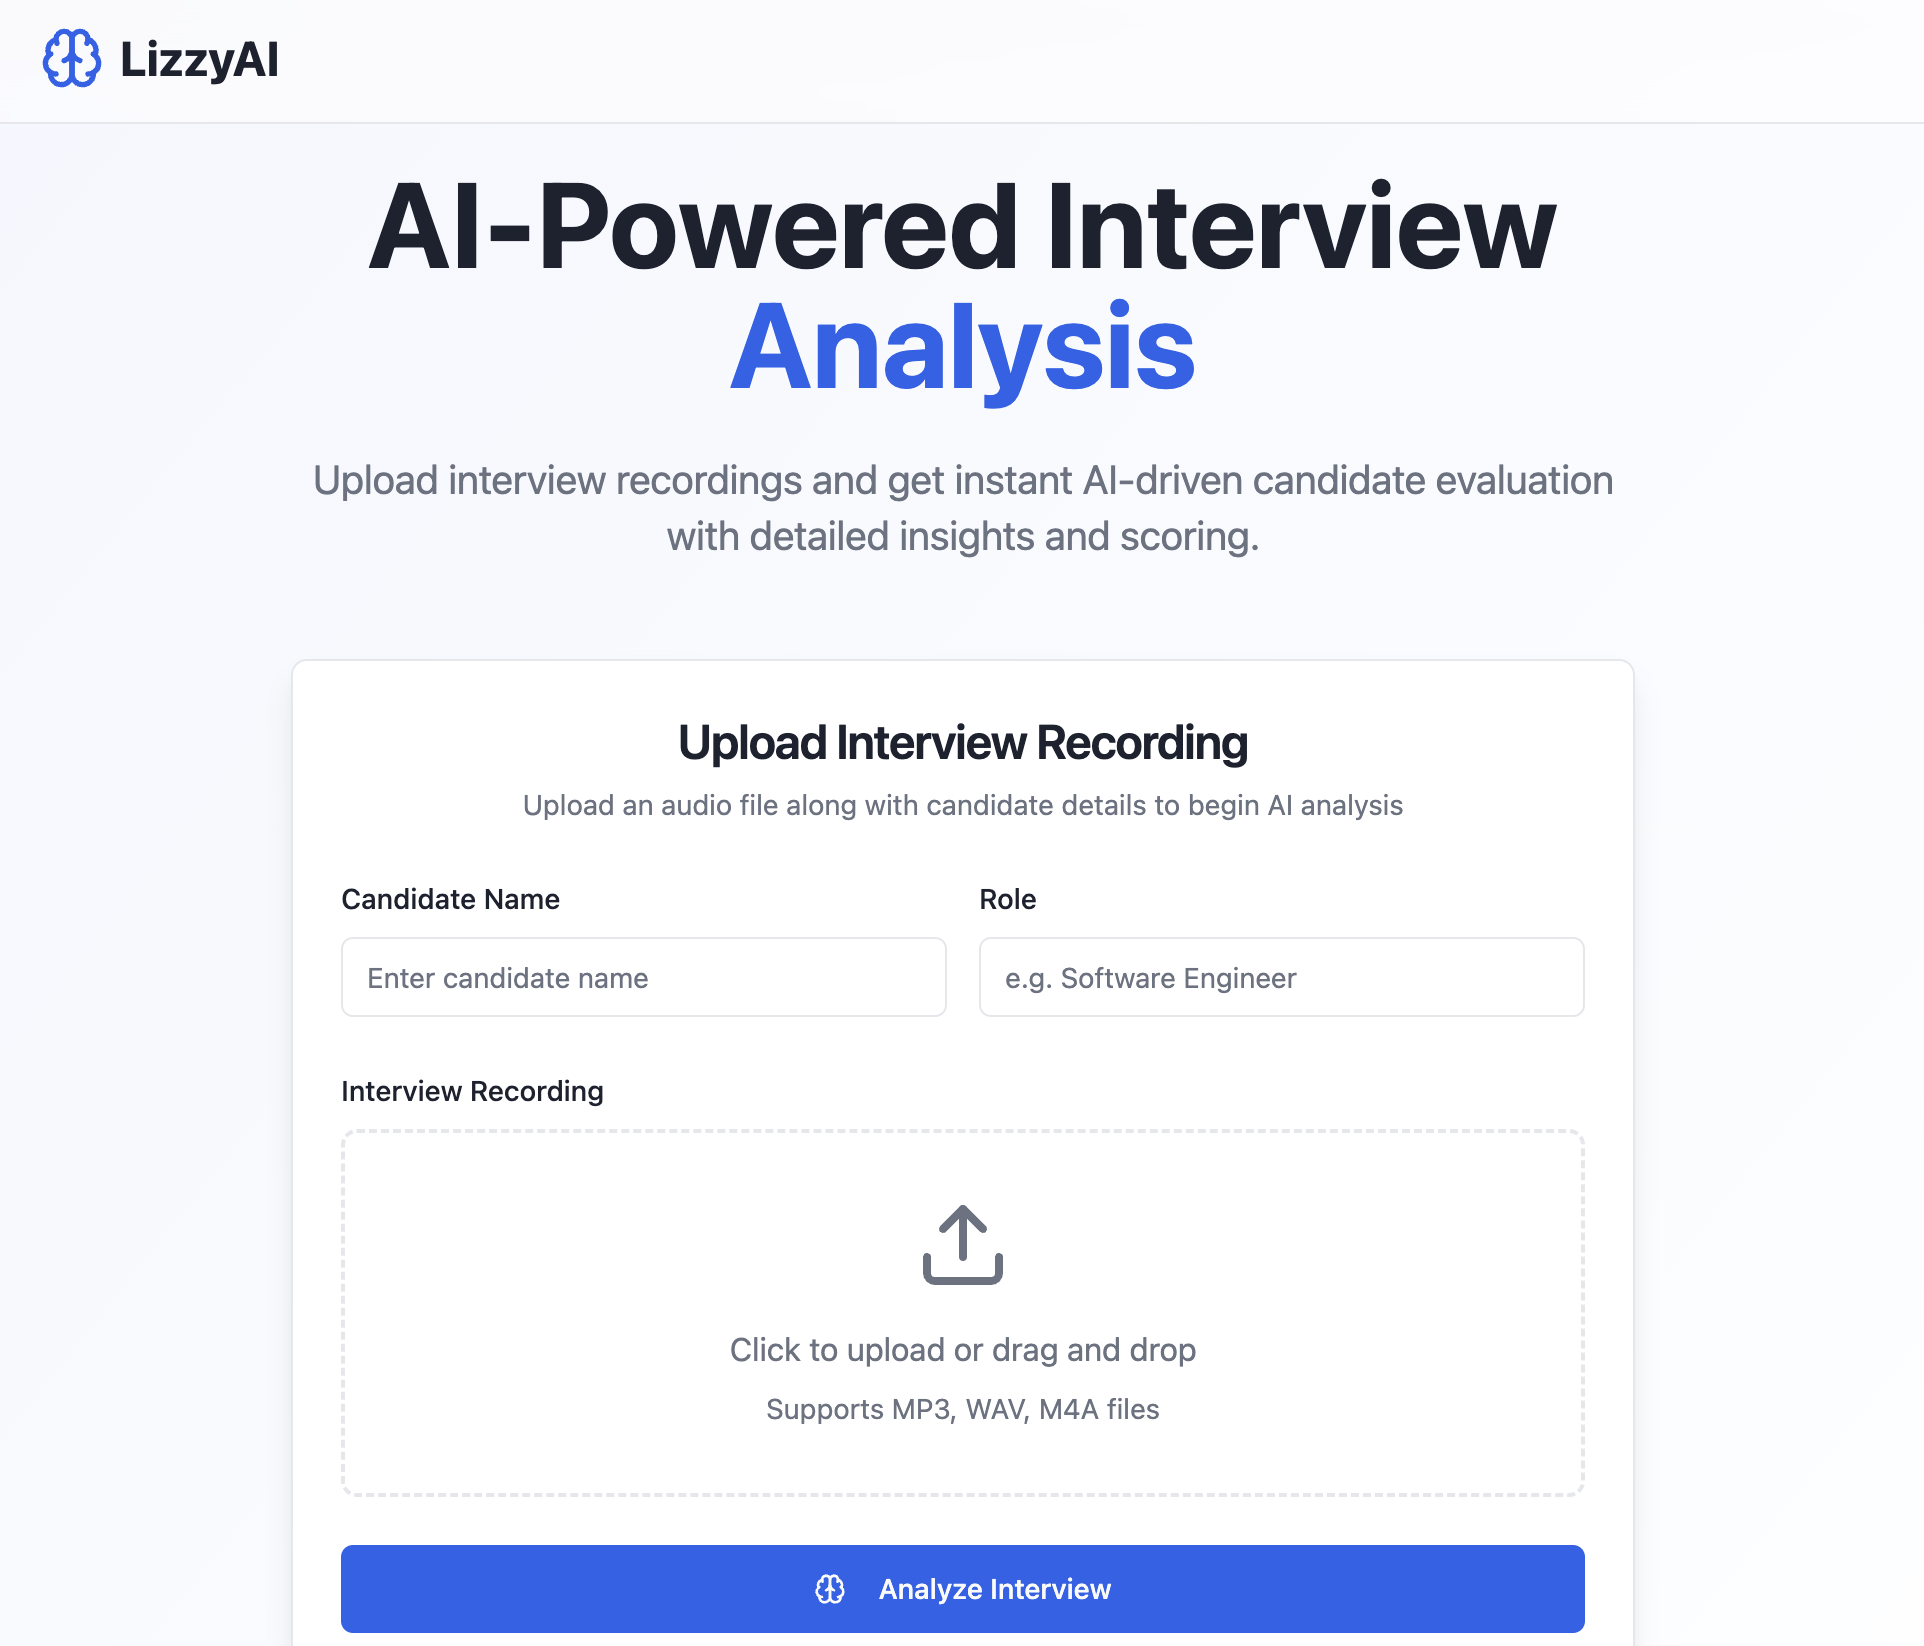 LizzyAI
AI-Powered Interview
Analysis
Upload interview recordings and get instant AI-driven candidate evaluation
with detailed insights and scoring.
Upload Interview Recording
Upload an audio file along with candidate details to begin AI analysis
Candidate Name
Role
Enter candidate name
e.g. Software Engineer
Interview Recording
Click to upload or drag and drop
Supports MP3, WAV, M4A files
Analyze Interview